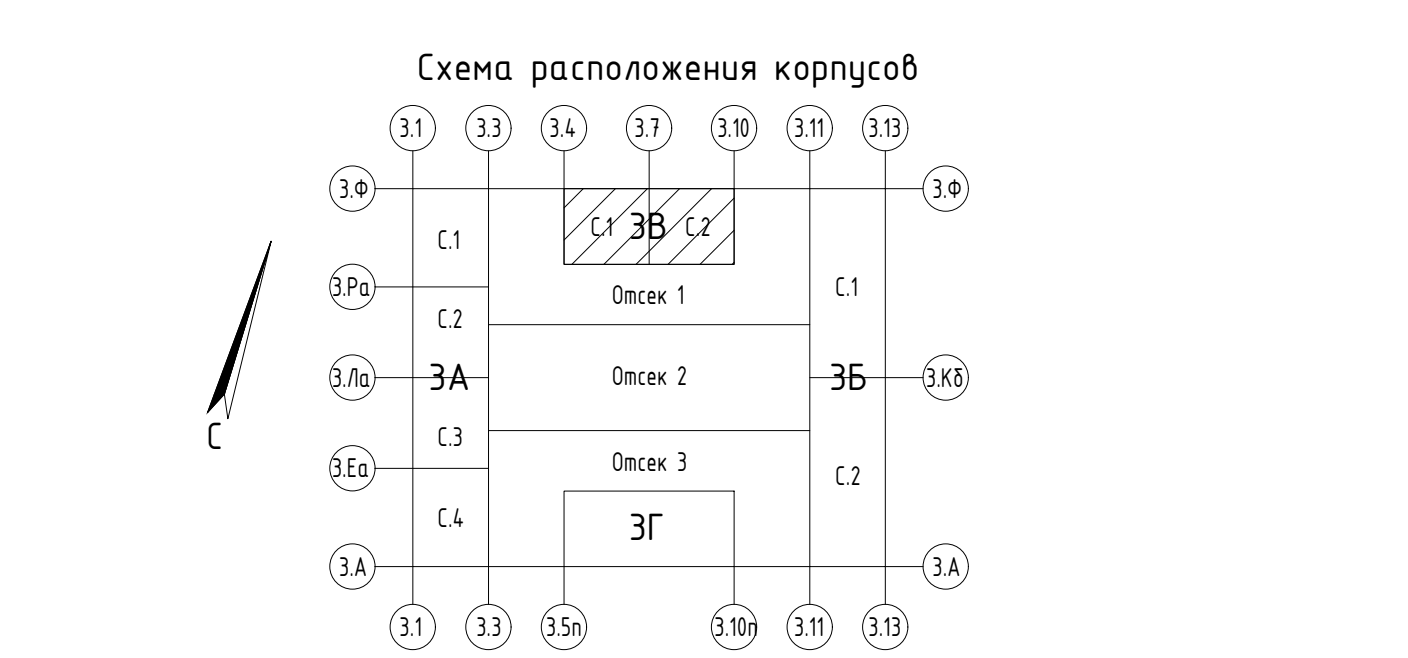 Схема расположения корпусов
3.1 3.3 3.4 3.7 3.10 3.11 3.13
3.Ф 3.Ф
С.1 3В С.2
С.1
3.Ра С.1
Отсек 1
С.2
3.Ла 3А Отсек 2 3Б 3.Кб
С
С.3
Отсек 3
3.Еа С.2
С.4 3Г
3.А 3.А
3.1 3.3 3.5п 3.10п 3.11 3.13